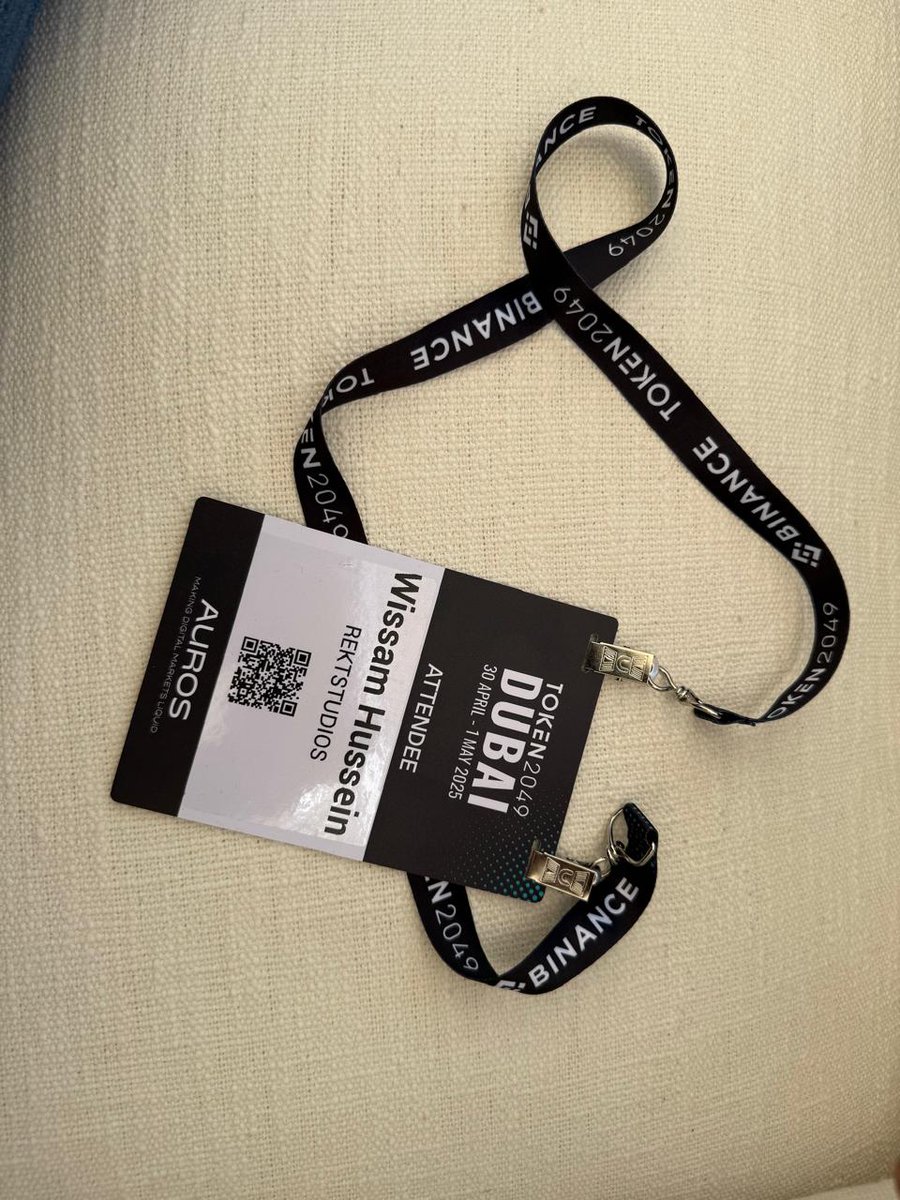 TOKEN2049
DUBAI
30 APRIL - 1 MAY 2025
ATTENDEE
Wissam Hussein
REKTSTUDIOS
AUROS
MAKING DIGITAL MARKETS LIQUID
BINANCE
TOKEN2049
BINANCE
TOKEN2049
BINANCE
TOKEN2049
TOKEN2049
BINANCE